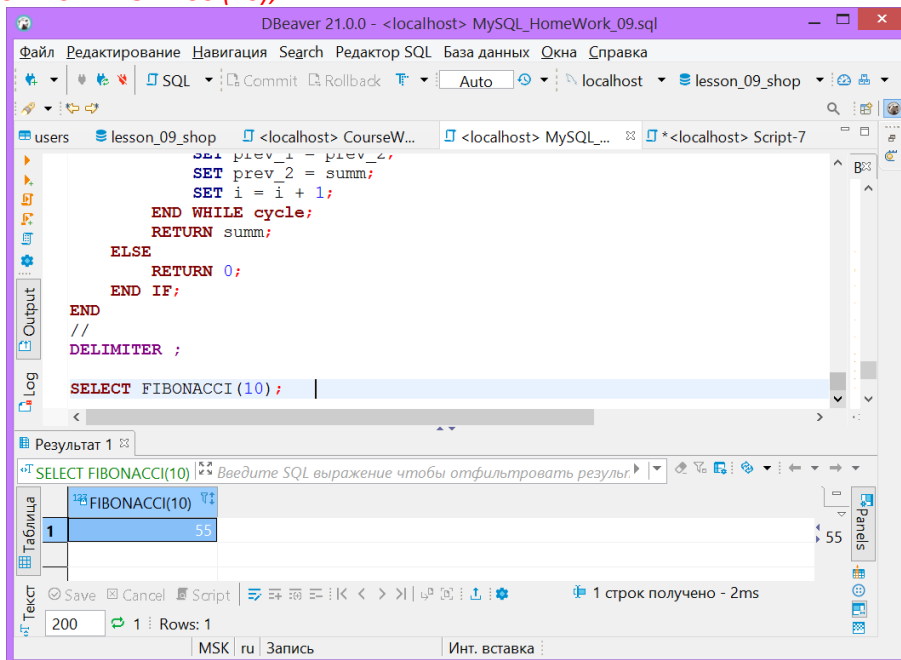 DBeaver 21.0.0 - <localhost> MySQL_HomeWork_09.sql
Файл Редактирование Навигация Search Редактор SQL База данных Окна Справка
SQL Commit Rollback Auto localhost lesson_09_shop
users lesson_09_shop <localhost> CourseW... <localhost> MySQL_... *<localhost> Script-7
SET prev_1 = prev_2;
SET prev_2 = summ;
SET i = i + 1;
END WHILE cycle;
RETURN summ;
ELSE
RETURN 0;
END IF;
END
//
DELIMITER ;
SELECT FIBONACCI(10);
Output
Log
Результат 1
SELECT FIBONACCI(10) Введите SQL выражение чтобы отфильтровать результ
123 FIBONACCI(10)
1 55
55
Таблица
Текст
Panels
Save Cancel Script 1 строк получено - 2ms
200 1 Rows: 1
MSK ru Запись Инт. вставка